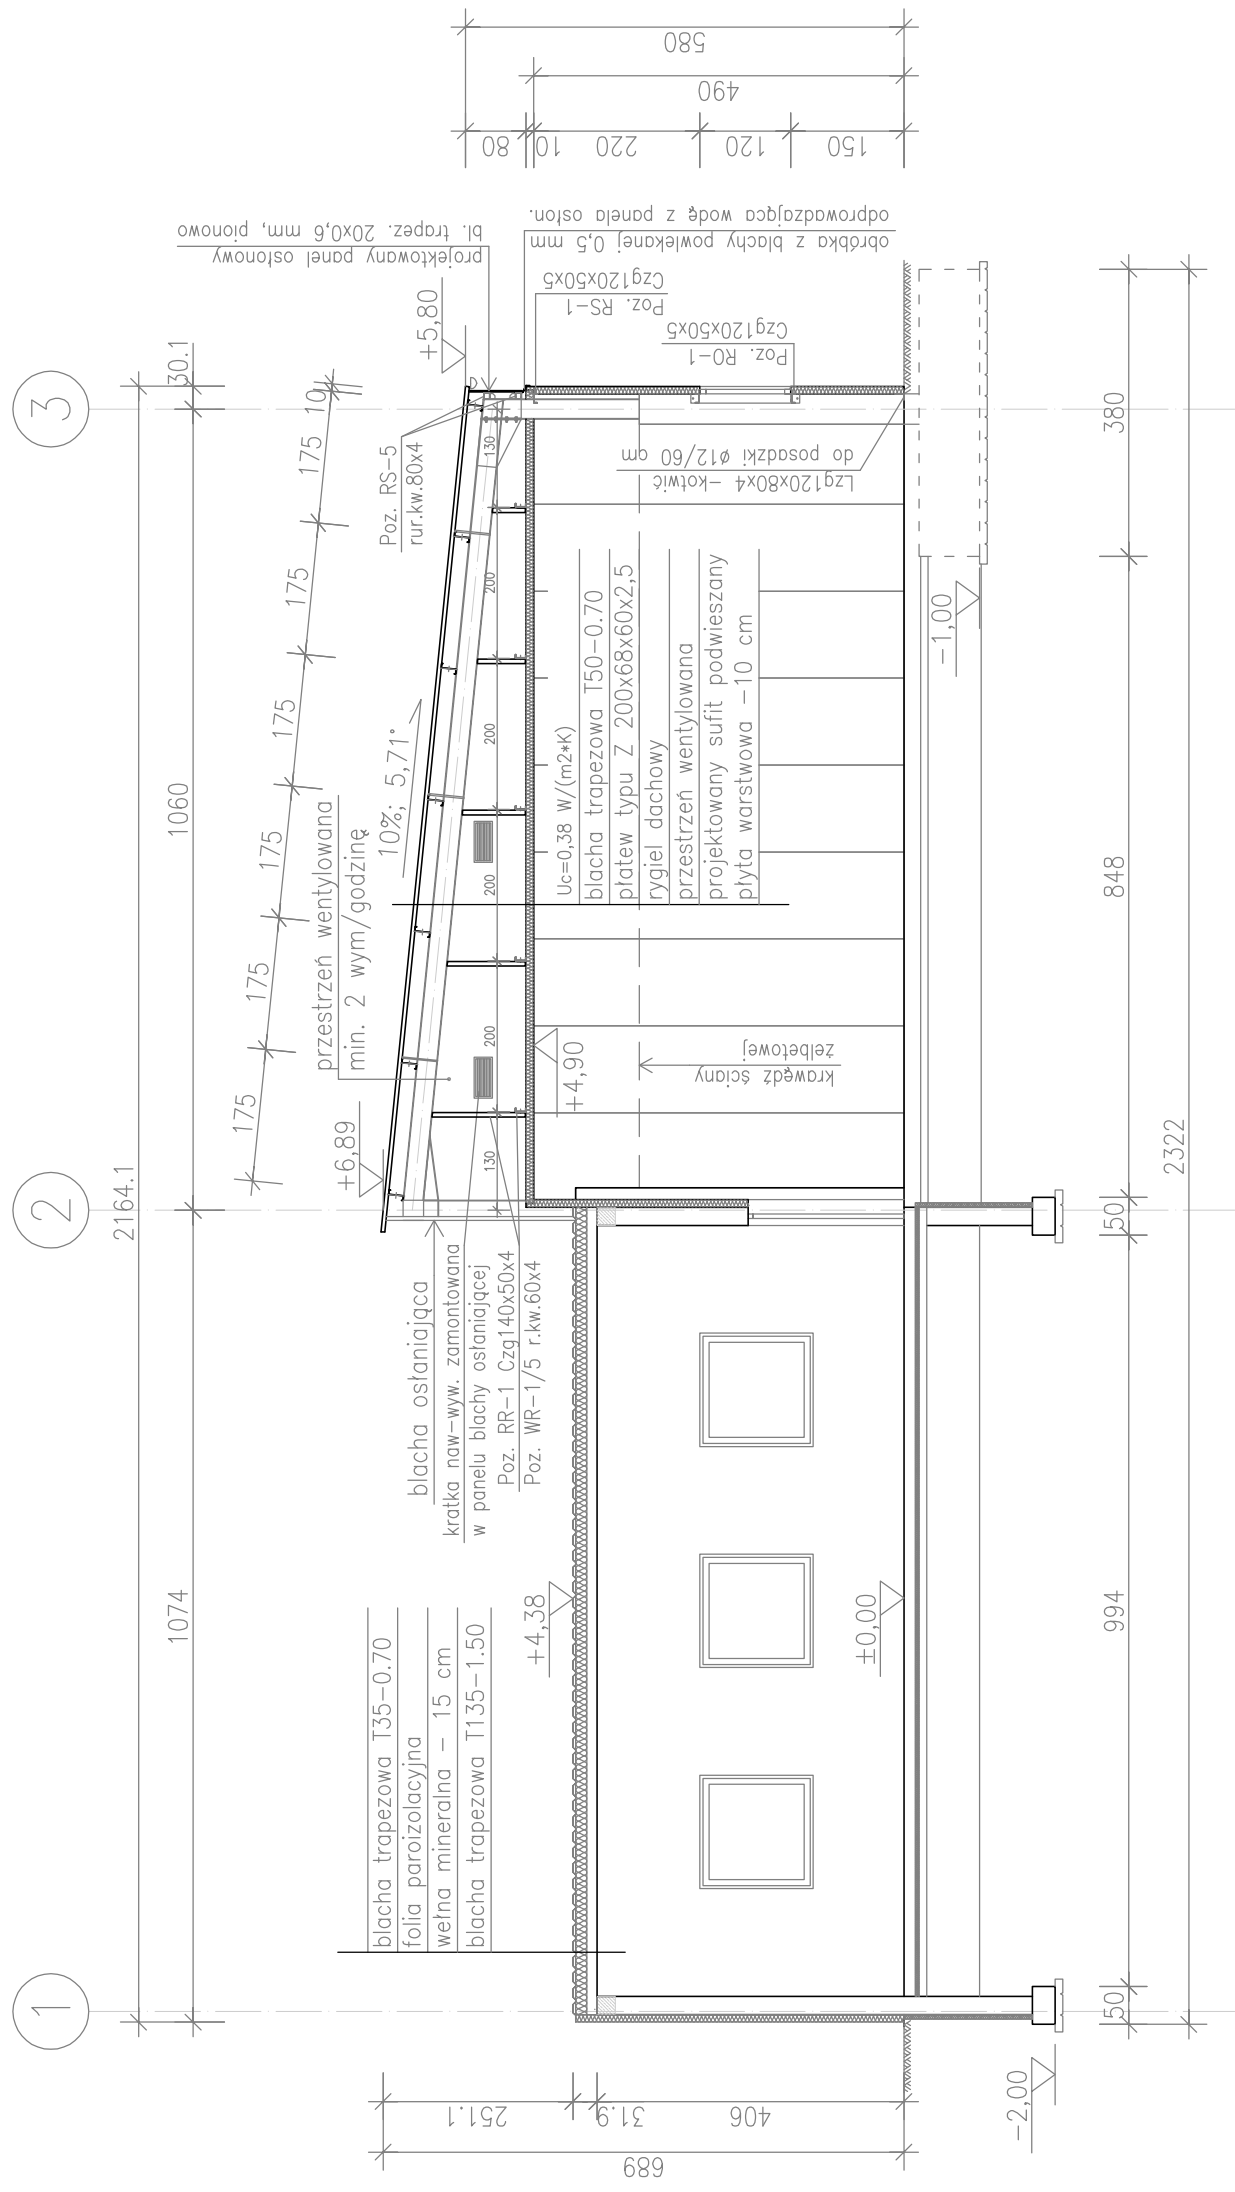 1
2
3
2164.1
1074
1060
30.1
175
175
175
175
175
175
10
przestrzeń wentylowana
min. 2 wym/godzinę
10%; 5,71°
+6,89
+5,80
Poz. RS-5
rur.kw.80x4
projektowany panel osłonowy
bl. trapez. 20x0,6 mm, pionowo
obróbka z blachy powlekanej 0,5 mm
odprowadzająca wodę z panela osłon.
Poz. RS-1
Czg120x50x5
Poz. RO-1
Czg120x50x5
Lzg120x80x4 -kotwić
do posadzki ø12/60 qm
130
200
200
200
200
130
blacha osłaniająca
kratka naw-wyw. zamontowana
w panelu blachy osłaniającej
Poz. RR-1 Czg140x50x4
Poz. WR-1/5 r.kw.60x4
blacha trapezowa T35-0.70
folia paroizolacyjna
wełna mineralna - 15 cm
blacha trapezowa T135-1.50
Uc=0,38 W/(m2*K)
blacha trapezowa T50-0.70
płatew typu Z 200x68x60x2,5
rygiel dachowy
przestrzeń wentylowana
projektowany sufit podwieszany
płyta warstwowa -10 cm
+4,90
krawędź ściany
żelbetowej
+4,38
±0,00
-1,00
-2,00
251.1
31.9
406
689
80
10
220
120
150
490
580
50
994
50
848
380
2322